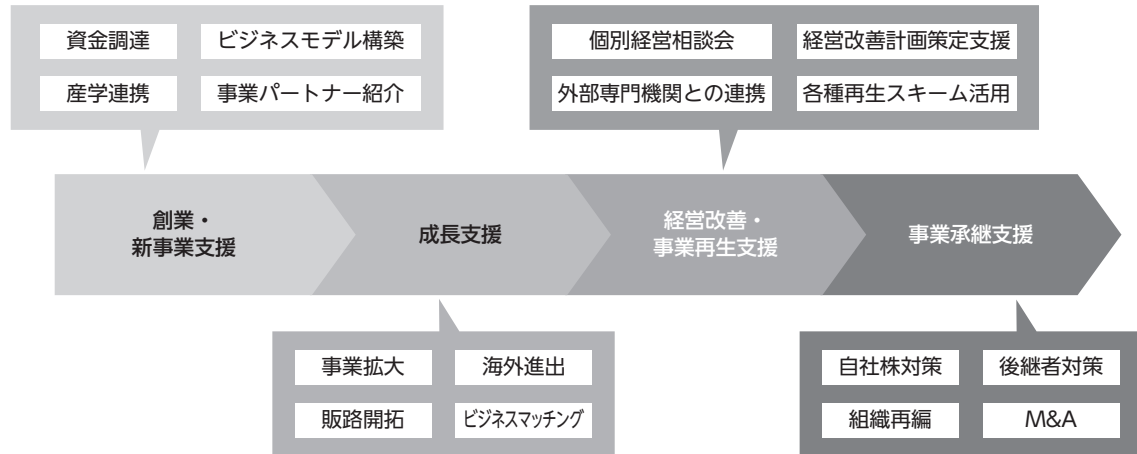 資金調達
ビジネスモデル構築
産学連携
事業パートナー紹介
個別経営相談会
経営改善計画策定支援
外部専門機関との連携
各種再生スキーム活用
創業・
新事業支援
成長支援
経営改善・
事業再生支援
事業承継支援
事業拡大
海外進出
販路開拓
ビジネスマッチング
自社株対策
後継者対策
組織再編
M&A